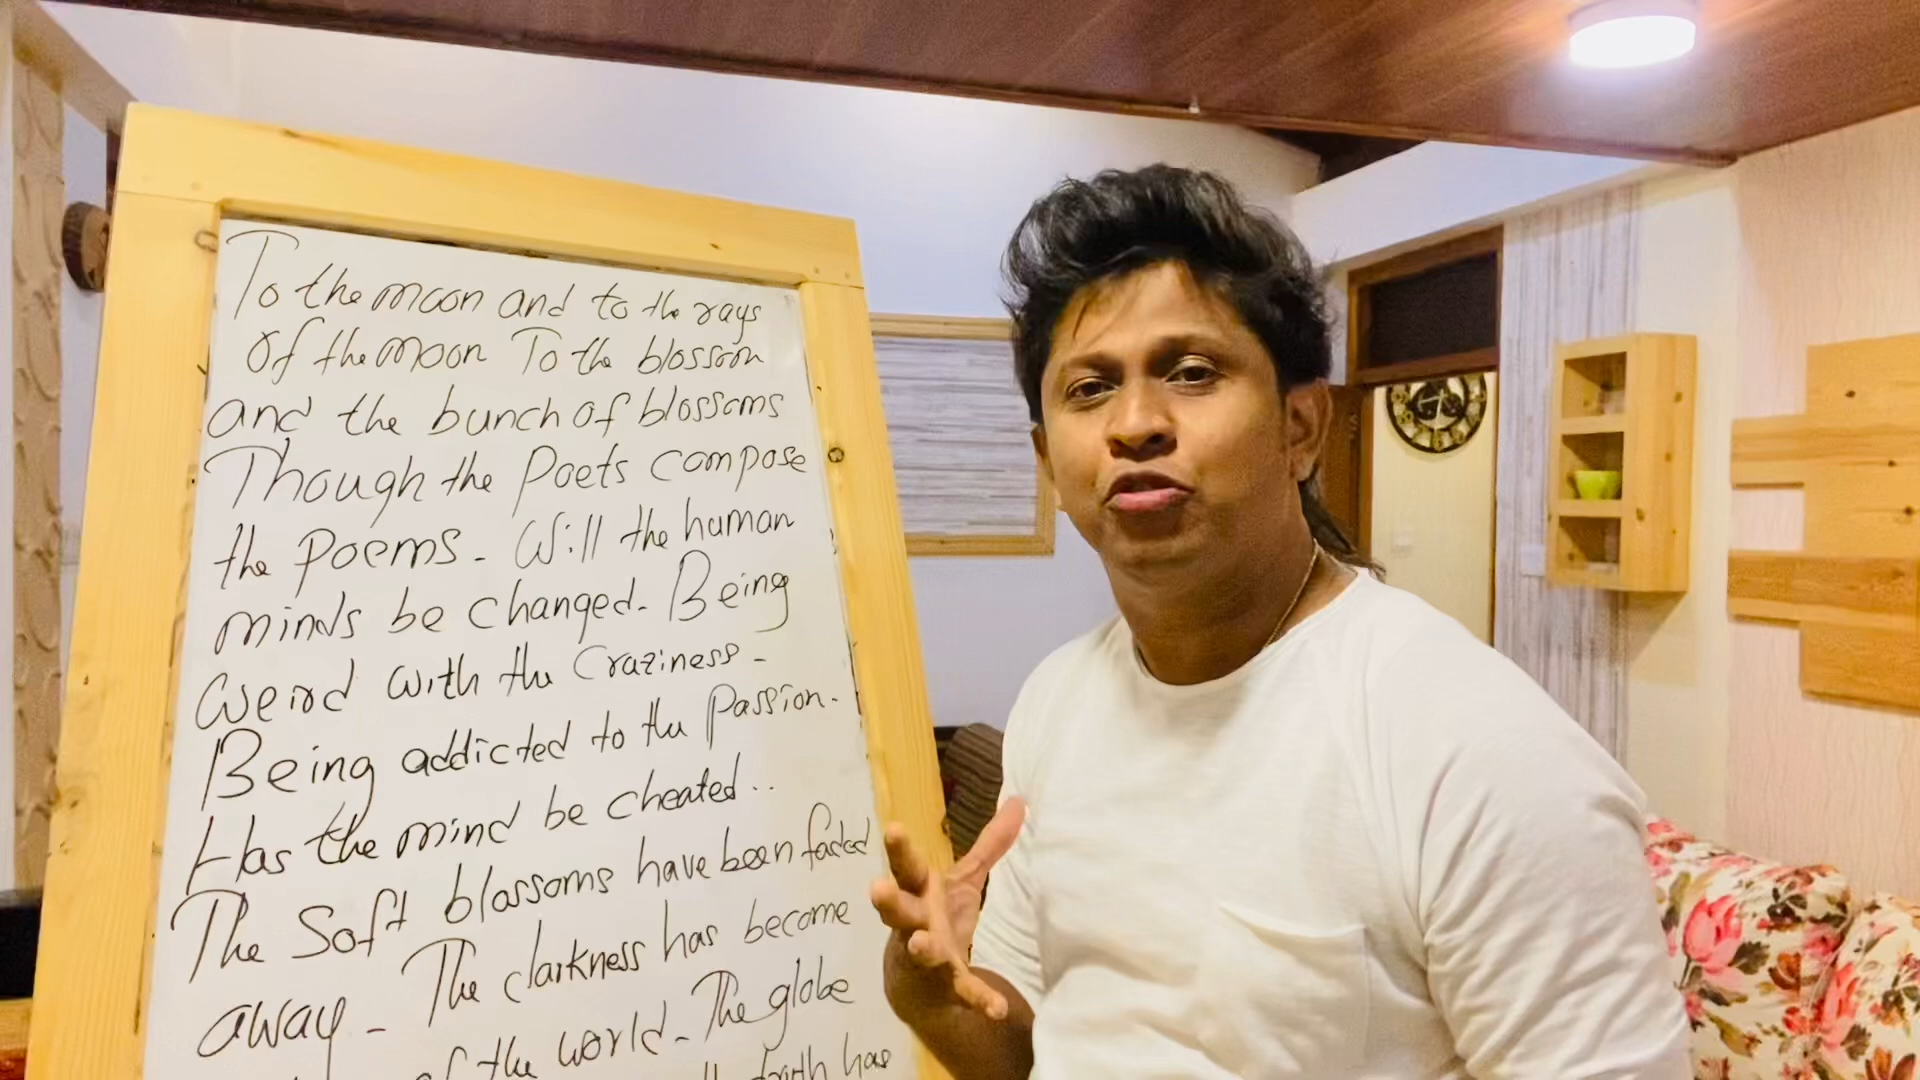 To the moon and to the rays
Of the moon To the blossom
and the bunch of blossoms
Though the Poets compose
the Poems - Will the human
minds be changed. Being
weird with the Craziness -
Being addicted to the Passion.
Has the mind be cheated..
The Soft blossoms have been faded
away - The darkness has become
of the world - The globe
truth has